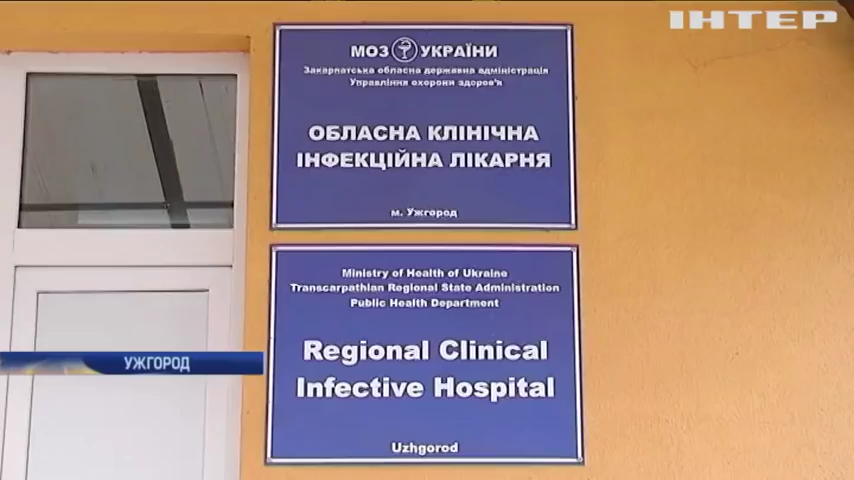 ІНТЕР
МОЗ УКРАЇНИ
Закарпатська обласна державна адміністрація
Управління охорони здоров'я
ОБЛАСНА КЛІНІЧНА
ІНФЕКЦІЙНА ЛІКАРНЯ
м. Ужгород
Ministry of Health of Ukraine
Transcarpathian Regional State Administration
Public Health Department
Regional Clinical
Infective Hospital
Uzhgorod
УЖГОРОД